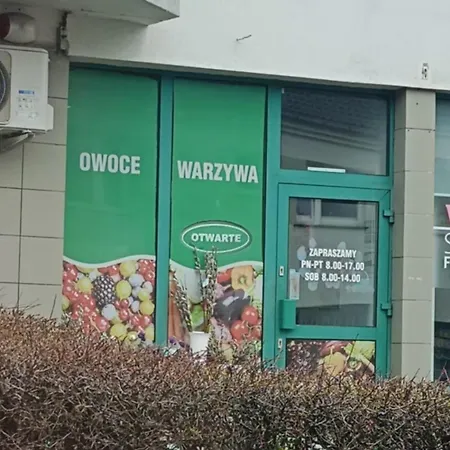 OWOCE
WARZYWA
OTWARTE
ZAPRASZAMY
PN-PT 8.00-17.00
SOB 8.00-14.00